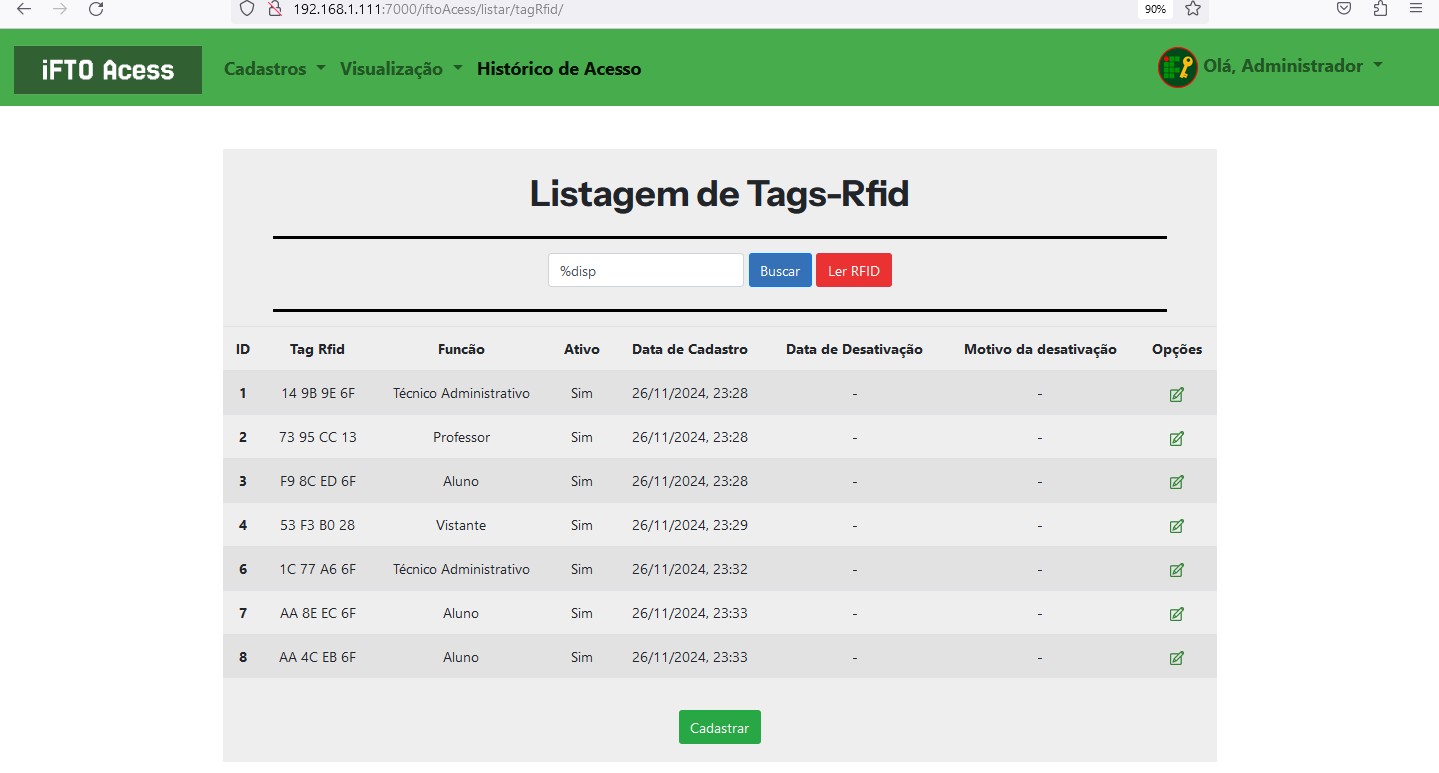 192.168.1.111:7000/iftoAcess/listar/tagRfid/ 90%
iFTO Acess Cadastros Visualização Histórico de Acesso Olá, Administrador
Listagem de Tags-Rfid
%disp Buscar Ler RFID
ID Tag Rfid Funcão Ativo Data de Cadastro Data de Desativação Motivo da desativação Opções
1 14 9B 9E 6F Técnico Administrativo Sim 26/11/2024, 23:28 - -
2 73 95 CC 13 Professor Sim 26/11/2024, 23:28 - -
3 F9 8C ED 6F Aluno Sim 26/11/2024, 23:28 - -
4 53 F3 B0 28 Vistante Sim 26/11/2024, 23:29 - -
6 1C 77 A6 6F Técnico Administrativo Sim 26/11/2024, 23:32 - -
7 AA 8E EC 6F Aluno Sim 26/11/2024, 23:33 - -
8 AA 4C EB 6F Aluno Sim 26/11/2024, 23:33 - -
Cadastrar